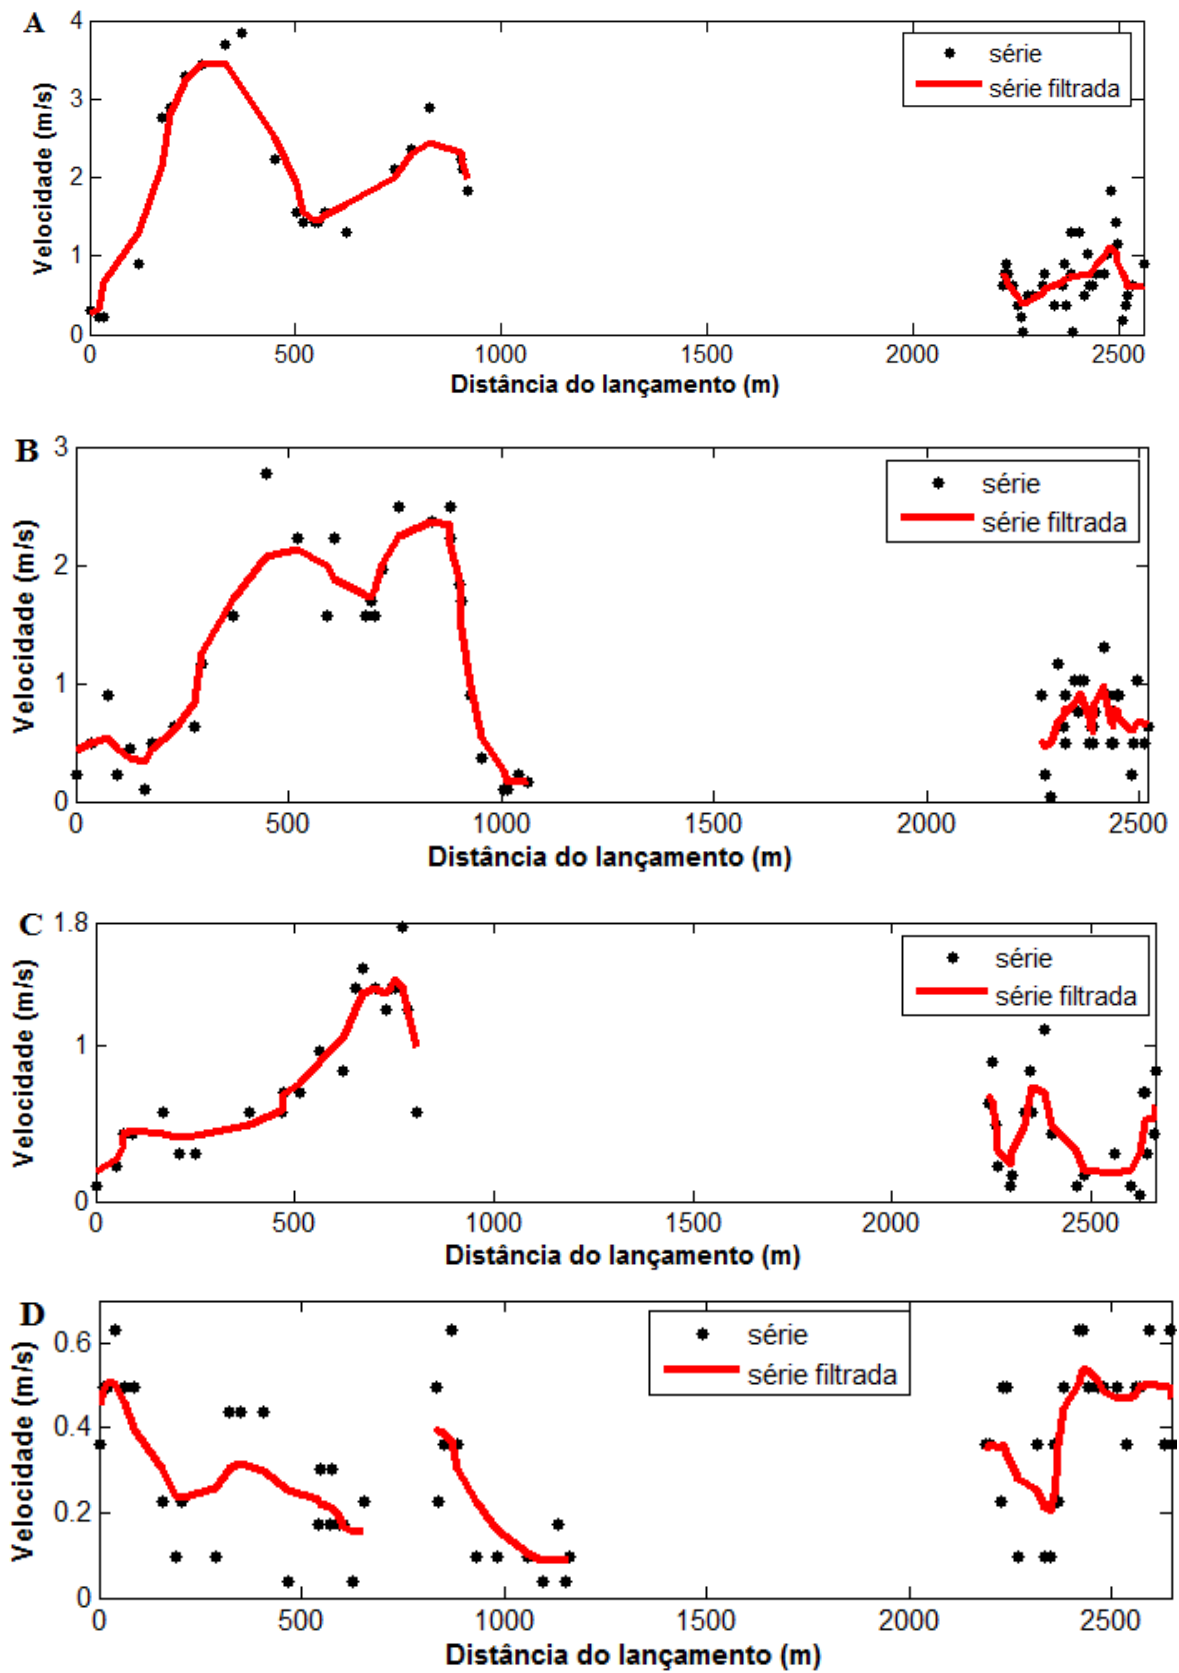 A
4
3
2
1
0
Velocidade (m/s)
série
série filtrada
0 500 1000 1500 2000 2500
Distância do lançamento (m)
B
3
2
1
0
Velocidade (m/s)
série
série filtrada
0 500 1000 1500 2000 2500
Distância do lançamento (m)
C
1.8
1
0
Velocidade (m/s)
série
série filtrada
0 500 1000 1500 2000 2500
Distância do lançamento (m)
D
0.6
0.4
0.2
0
Velocidade (m/s)
série
série filtrada
0 500 1000 1500 2000 2500
Distância do lançamento (m)